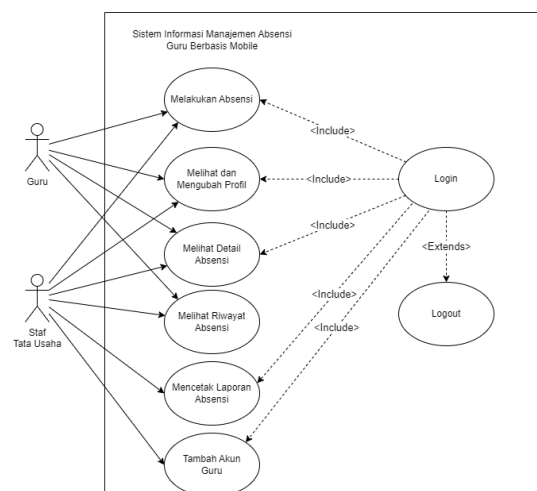 Sistem Informasi Manajemen Absensi
Guru Berbasis Mobile
Melakukan Absensi
<Include>
Guru
Melihat dan
Mengubah Profil
<Include>
Login
<Include>
Melihat Detail
Absensi
<Extends>
Staf
Tata Usaha
Melihat Riwayat
Absensi
<Include>
<Include>
Logout
Mencetak Laporan
Absensi
Tambah Akun
Guru